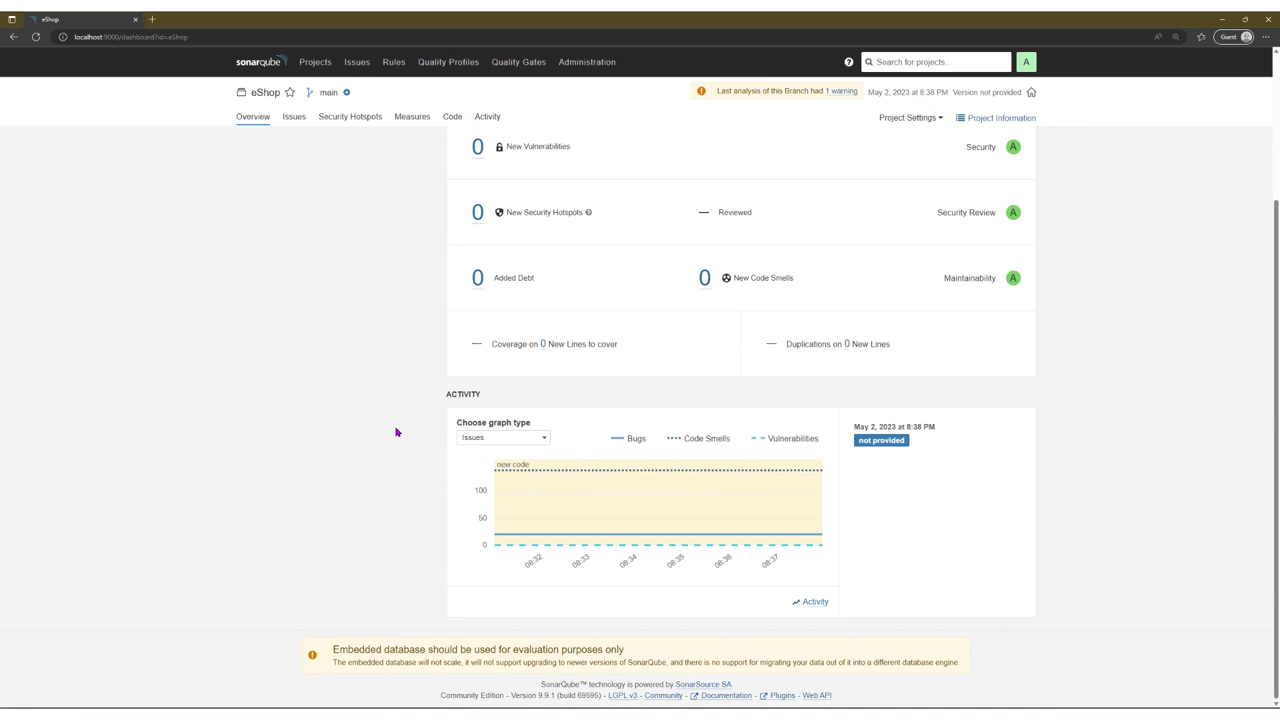 eShop
localhost:9000/dashboard?id=eShop
Guest
sonarqube Projects Issues Rules Quality Profiles Quality Gates Administration Search for projects... A
eShop main Last analysis of this Branch had 1 warning May 2, 2023 at 8:38 PM Version not provided
Overview Issues Security Hotspots Measures Code Activity Project Settings Project Information
0 New Vulnerabilities Security A
0 New Security Hotspots — Reviewed Security Review A
0 Added Debt 0 New Code Smells Maintainability A
— Coverage on 0 New Lines to cover — Duplications on 0 New Lines
ACTIVITY
Choose graph type
Issues
Bugs Code Smells Vulnerabilities
May 2, 2023 at 8:38 PM
not provided
new code
100
50
0
08:32 08:33 08:34 08:35 08:36 08:37
Activity
Embedded database should be used for evaluation purposes only
The embedded database will not scale, it will not support upgrading to newer versions of SonarQube, and there is no support for migrating your data out of it into a different database engine.
SonarQube™ technology is powered by SonarSource SA
Community Edition - Version 9.9.1 (build 69595) - LGPL v3 - Community - Documentation - Plugins - Web API